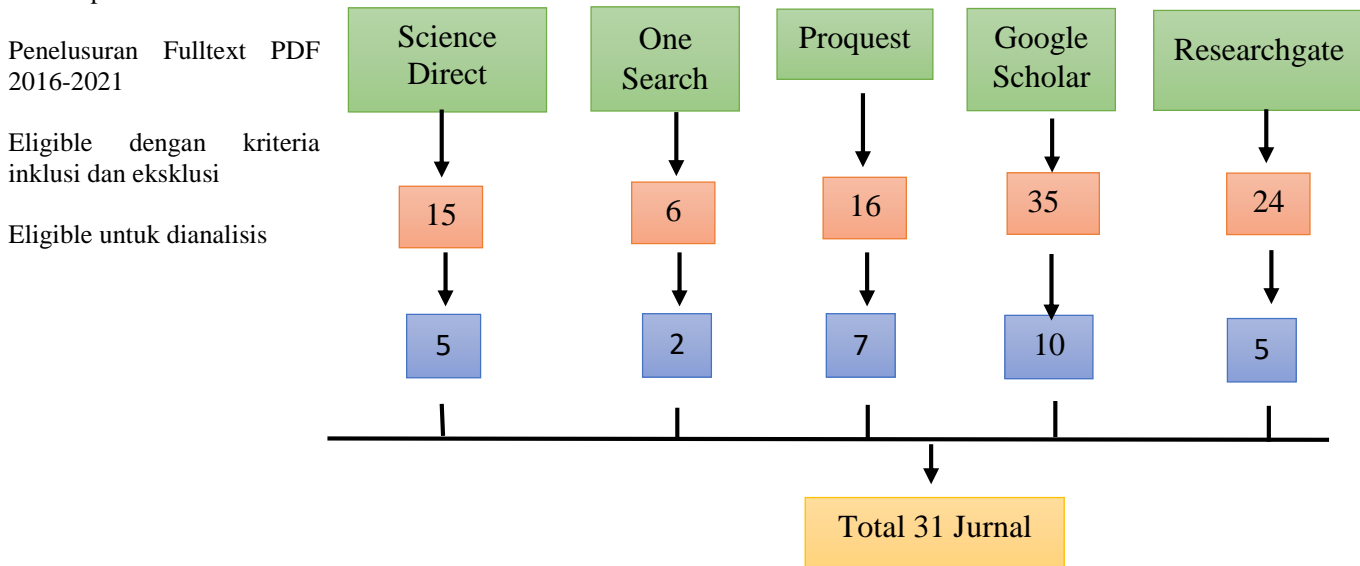 Penelusuran Fulltext PDF
2016-2021
Eligible dengan kriteria
inklusi dan eksklusi
Eligible untuk dianalisis
Science
Direct
One
Search
Proquest
Google
Scholar
Researchgate
15
6
16
35
24
5
2
7
10
5
Total 31 Jurnal